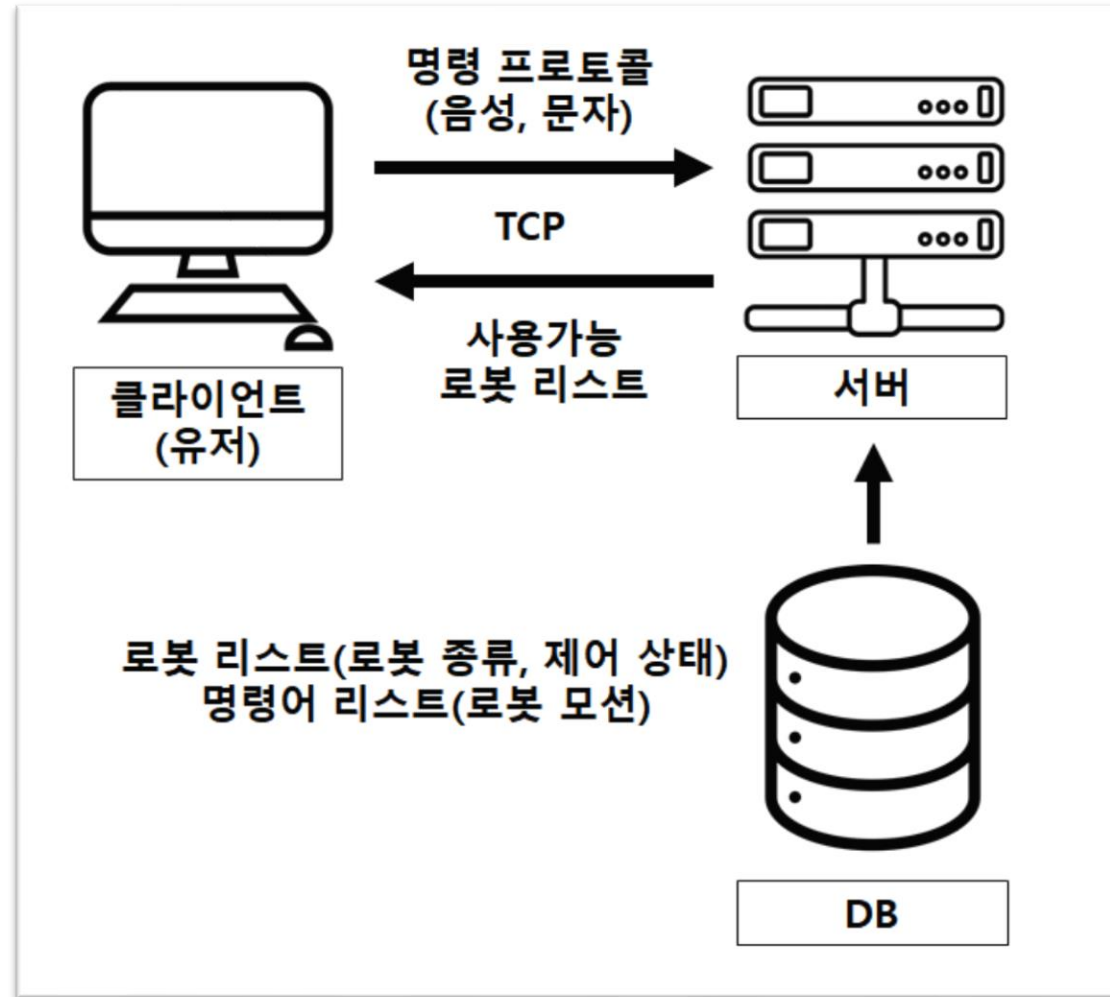 명령 프로토콜
(음성, 문자)
TCP
사용가능
로봇 리스트
클라이언트
(유저)
서버
로봇 리스트(로봇 종류, 제어 상태)
명령어 리스트(로봇 모션)
DB